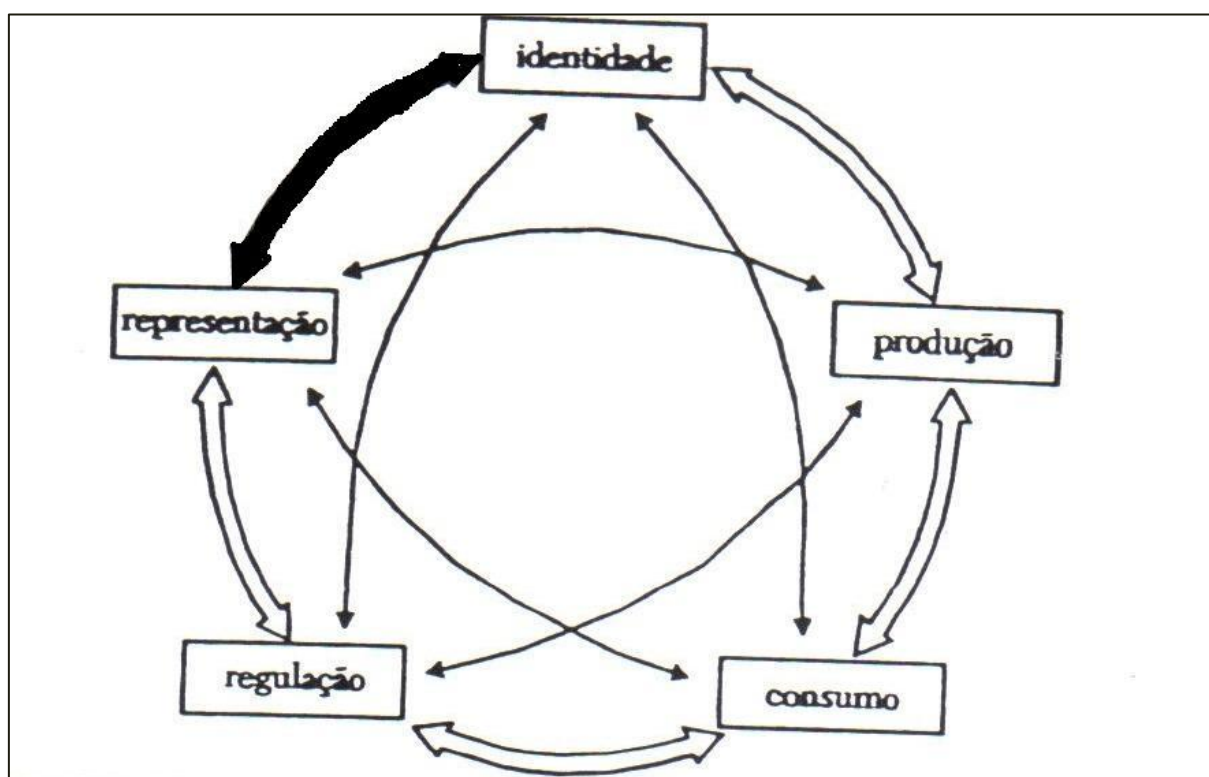 identidade
representação
produção
regulação
consumo